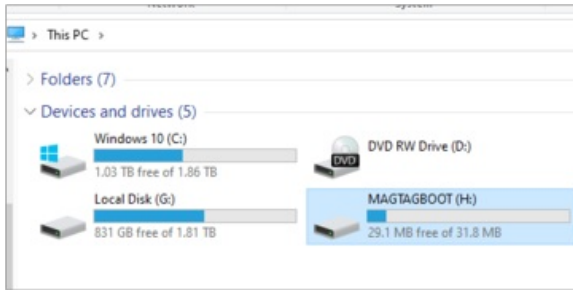 This PC
Folders (7)
Devices and drives (5)
Windows 10 (C:)
1.03 TB free of 1.86 TB
DVD
DVD RW Drive (D:)
Local Disk (G:)
831 GB free of 1.81 TB
MAGTAGBOOT (H:)
29.1 MB free of 31.8 MB